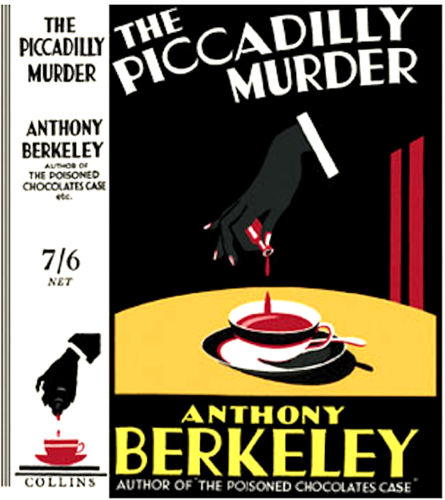 THE
PICCADILLY
MURDER
ANTHONY
BERKELEY
AUTHOR OF
THE POISONED
CHOCOLATES CASE
etc.
7/6
NET
COLLINS
THE
PICCADILLY
MURDER
ANTHONY
BERKELEY
AUTHOR OF "THE POISONED CHOCOLATES CASE"